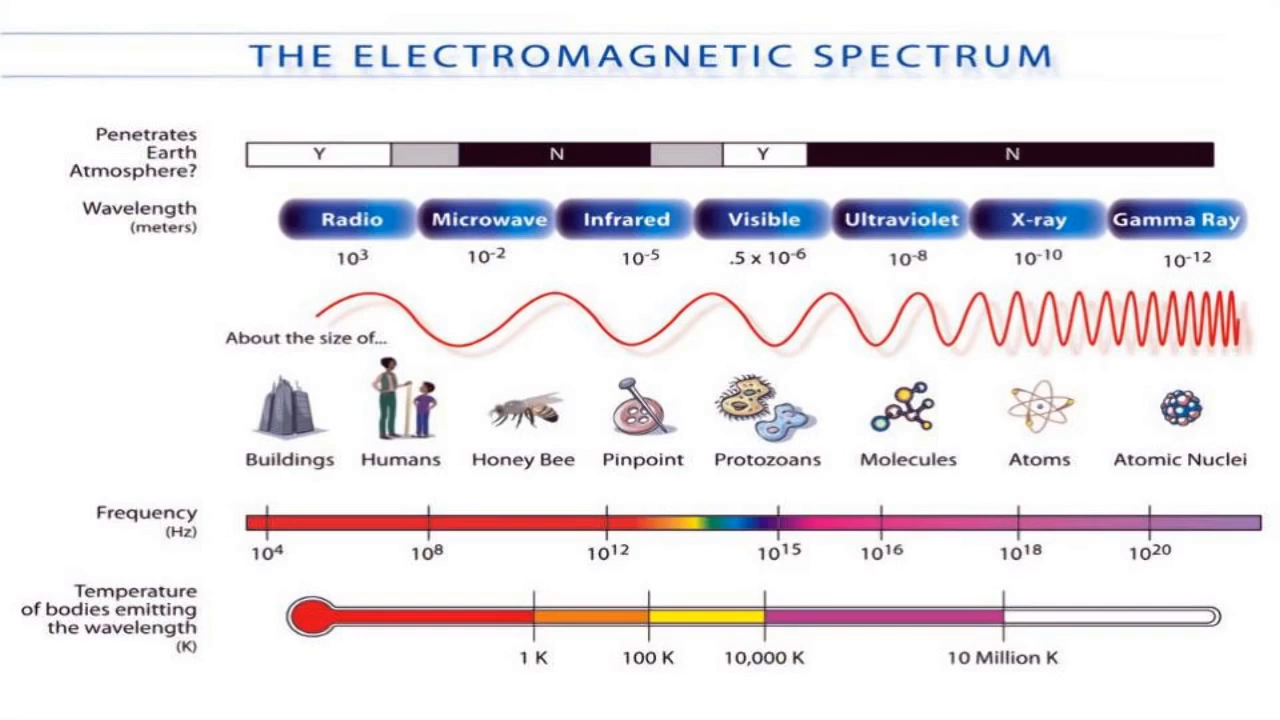 THE ELECTROMAGNETIC SPECTRUM
Penetrates
Earth
Atmosphere?
Y N Y N
Wavelength
(meters)
Radio Microwave Infrared Visible Ultraviolet X-ray Gamma Ray
10³ 10⁻² 10⁻⁵ .5 x 10⁻⁶ 10⁻⁸ 10⁻¹⁰ 10⁻¹²
About the size of...
Buildings Humans Honey Bee Pinpoint Protozoans Molecules Atoms Atomic Nuclei
Frequency
(Hz)
10⁴ 10⁸ 10¹² 10¹⁵ 10¹⁶ 10¹⁸ 10²⁰
Temperature
of bodies emitting
the wavelength
(K)
1 K 100 K 10,000 K 10 Million K